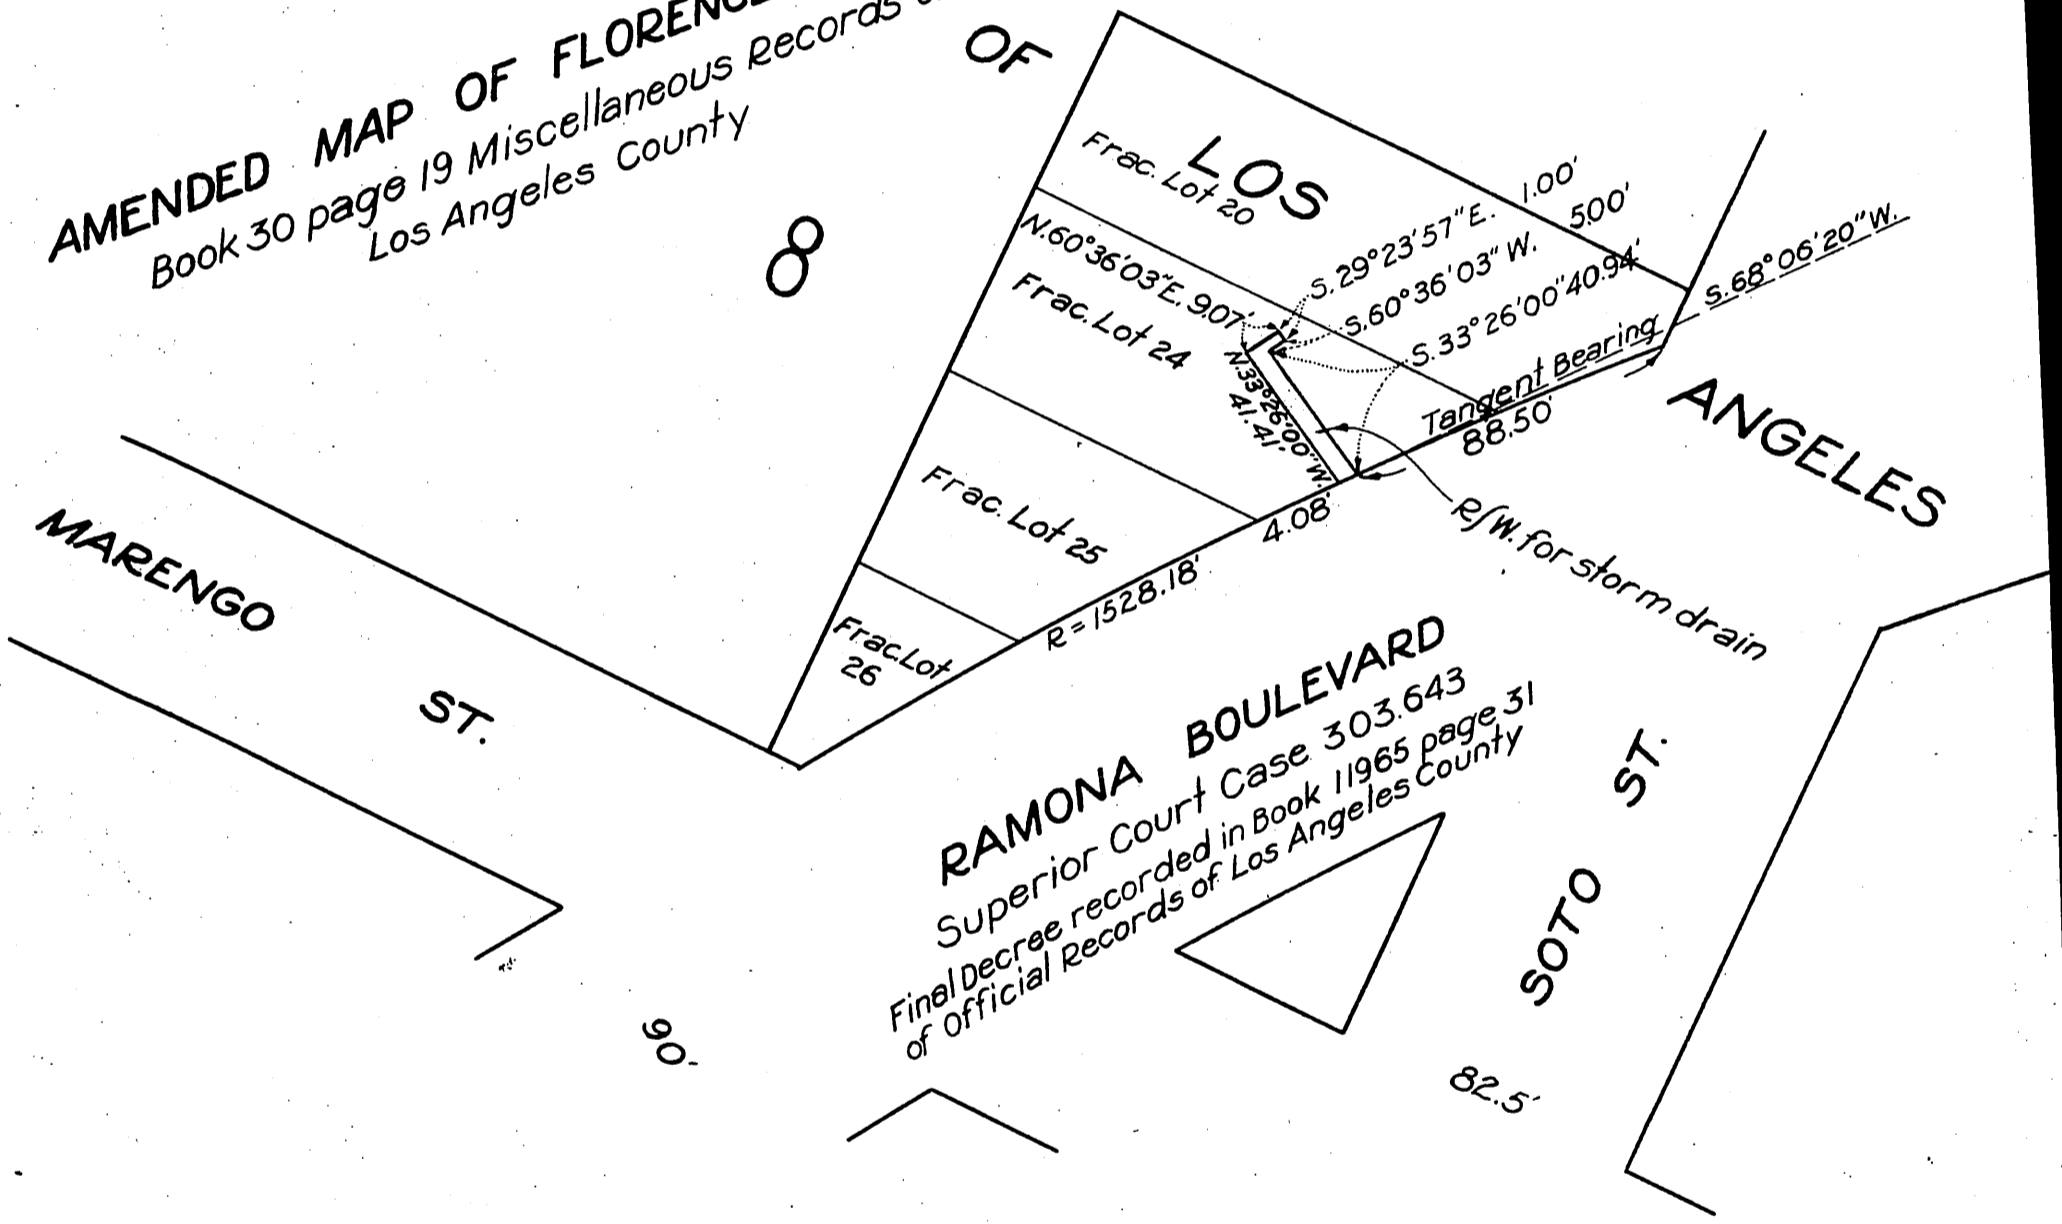 AMENDED MAP OF
Book 30 page 19 Miscellaneous Records
Los Angeles County
OF
LOS
ANGELES
8
Frac. Lot 20
N.60°36'03"E. 9.07'
Frac. Lot 24
S.29°23'57"E. 1.00'
S.60°36'03"W. 5.00'
S.33°26'00" 40.94'
S.68°06'20"W.
Tangent Bearing
88.50'
N.33°26'00"W.
41.41'
R/W. for storm drain
Frac. Lot 25
4.08'
R=1528.18'
Frac Lot
26
MARENGO ST.
RAMONA BOULEVARD
Superior Court Case 303.643
Final Decree recorded in Book 11965 page 31
of Official Records of Los Angeles County
SOTO ST.
90'
82.5'